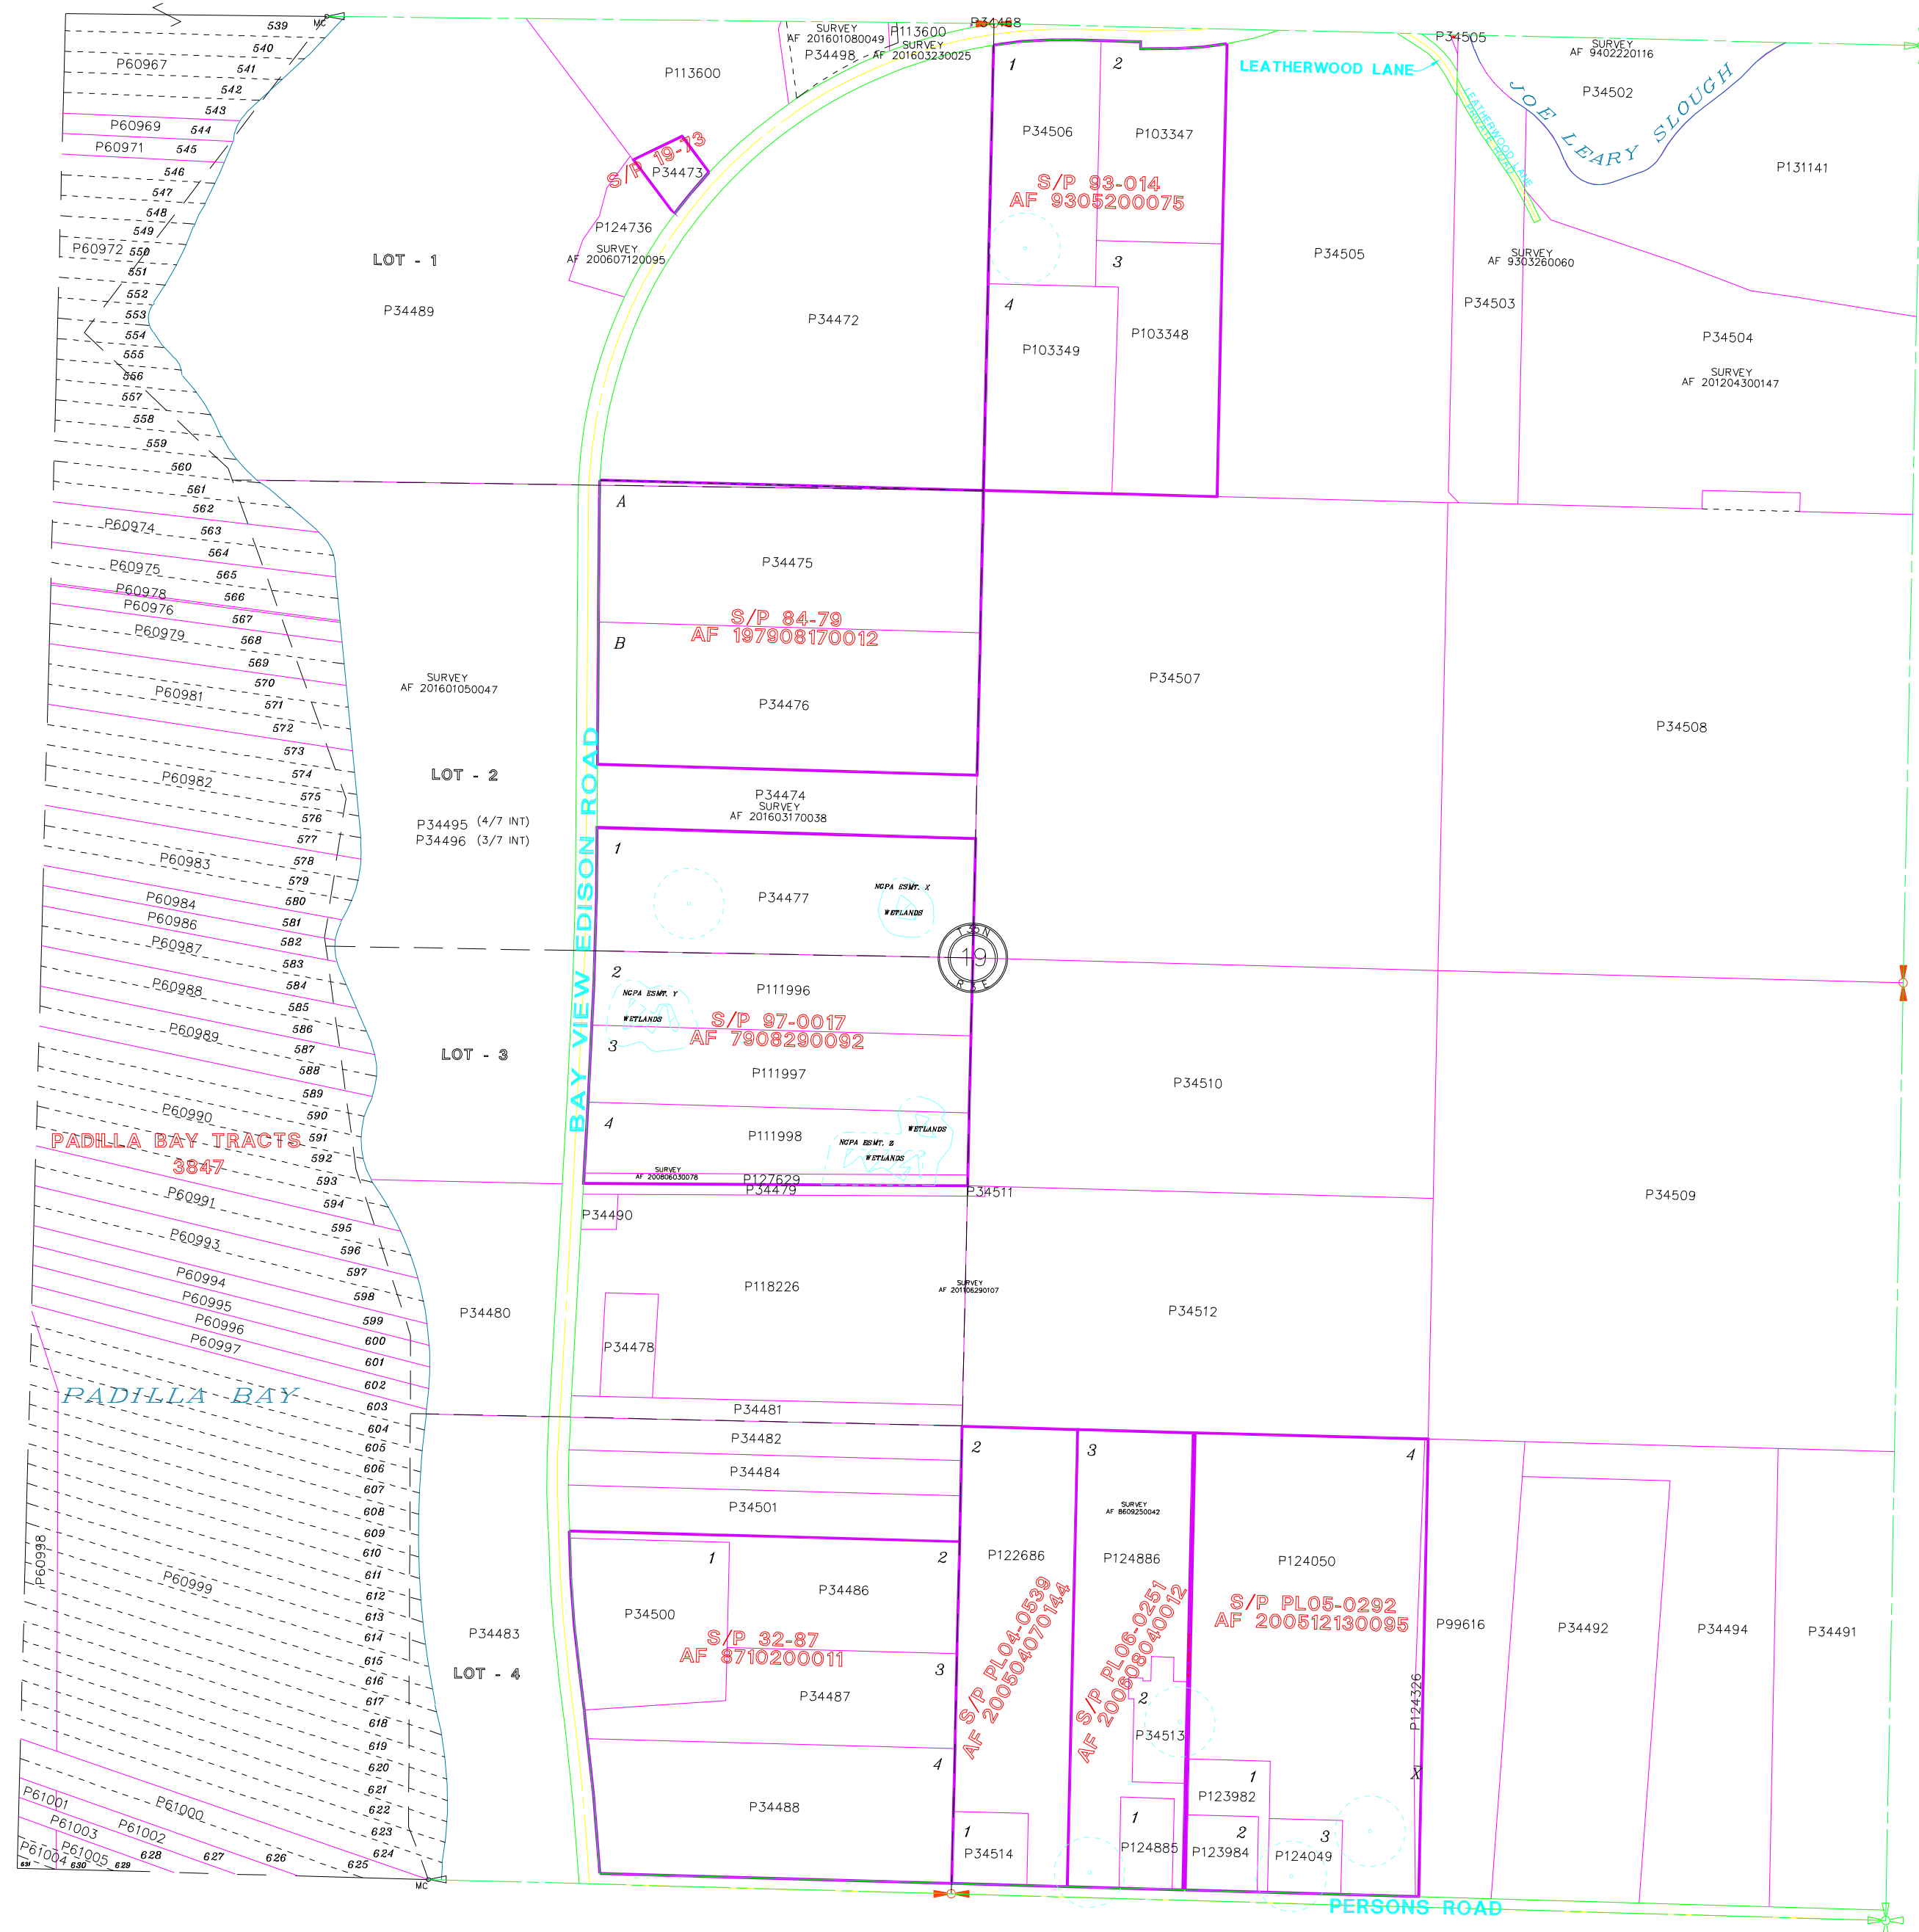 539
540
P60967
541
542
543
P60969
544
P60971
545
546
547
548
549
P60972
550
551
552
553
554
555
556
557
558
559
560
561
562
P60974
563
564
P60975
565
P60978
566
P60976
567
P60979
568
569
570
P60981
571
572
573
574
P60982
575
576
577
578
P60983
579
580
P60984
581
P60986
582
P60987
583
584
P60988
585
586
P60989
587
588
589
P60990
590
591
PADILLA BAY TRACTS
3847
592
593
P60991
594
595
P60993
596
597
P60994
598
P60995
599
P60996
600
P60997
601
602
PADILLA BAY
603
604
605
606
607
608
609
610
P60998
611
P60999
612
613
614
615
616
617
618
619
620
621
622
623
624
P61000
P61001
P61002
P61003
P61004
P61005
631
630
629
628
627
626
625
MC
MC
LOT - 1
P34489
P113600
S/P 19-73
P34473
P124736
SURVEY
AF 200607120095
SURVEY
AF 201601080049
P34498
P113600
SURVEY
AF 201603230025
P34468
P34472
1
P34506
2
P103347
S/P 93-014
AF 9305200075
3
P103348
4
P103349
LEATHERWOOD LANE
LEATHERWOOD LANE
PRIVATE ROAD
P34505
P34505
SURVEY
AF 9402220116
P34502
JOE LEARY SLOUGH
P131141
SURVEY
AF 9303260060
P34503
P34504
SURVEY
AF 201204300147
SURVEY
AF 201601050047
LOT - 2
P34495 (4/7 INT)
P34496 (3/7 INT)
BAY VIEW EDISON ROAD
A
P34475
S/P 84-79
AF 197908170012
B
P34476
P34474
SURVEY
AF 201603170038
1
P34477
NGPA ESMT. X
WETLANDS
T 35 N
19
R 3 E
2
P111996
NGPA ESMT. Y
WETLANDS
S/P 97-0017
AF 7908290092
3
P111997
4
P111998
NGPA ESMT. Z
WETLANDS
WETLANDS
SURVEY
AF 200806030078
P127629
P34479
P34511
P34507
P34508
P34510
P34509
LOT - 3
P34480
P34490
P118226
SURVEY
AF 201106290107
P34478
P34512
P34481
P34482
P34484
P34501
P34483
LOT - 4
1
P34500
2
P34486
S/P 32-87
AF 8710200011
3
P34487
4
P34488
2
P122686
S/P PL04-0539
AF 200504070144
1
P34514
3
SURVEY
AF 8609250042
P124886
S/P PL06-0251
AF 200608040012
2
P34513
1
P124885
4
P124050
S/P PL05-0292
AF 200512130095
1
P123982
2
P123984
3
P124049
P124326
X
P99616
P34492
P34494
P34491
PERSONS ROAD